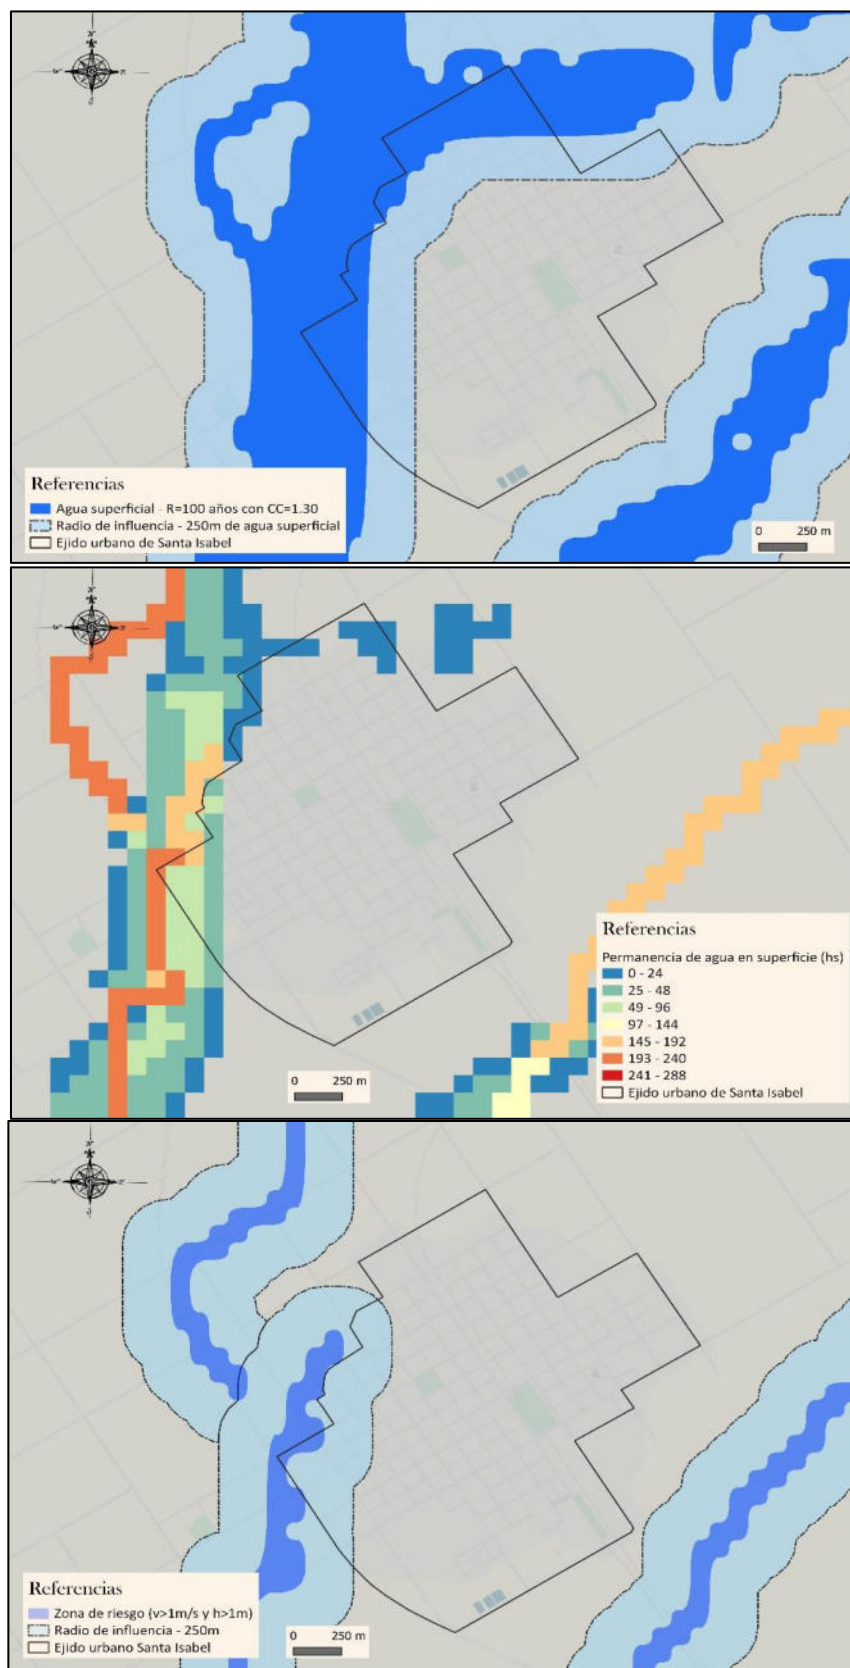 Referencias
Agua superficial - R=100 años con CC=1.30
Radio de influencia - 250m de agua superficial
Ejido urbano de Santa Isabel
0 250 m
Referencias
Permanencia de agua en superficie (hs)
0 - 24
25 - 48
49 - 96
97 - 144
145 - 192
193 - 240
241 - 288
Ejido urbano de Santa Isabel
0 250 m
Referencias
Zona de riesgo (v>1m/s y h>1m)
Radio de influencia - 250m
Ejido urbano Santa Isabel
0 250 m